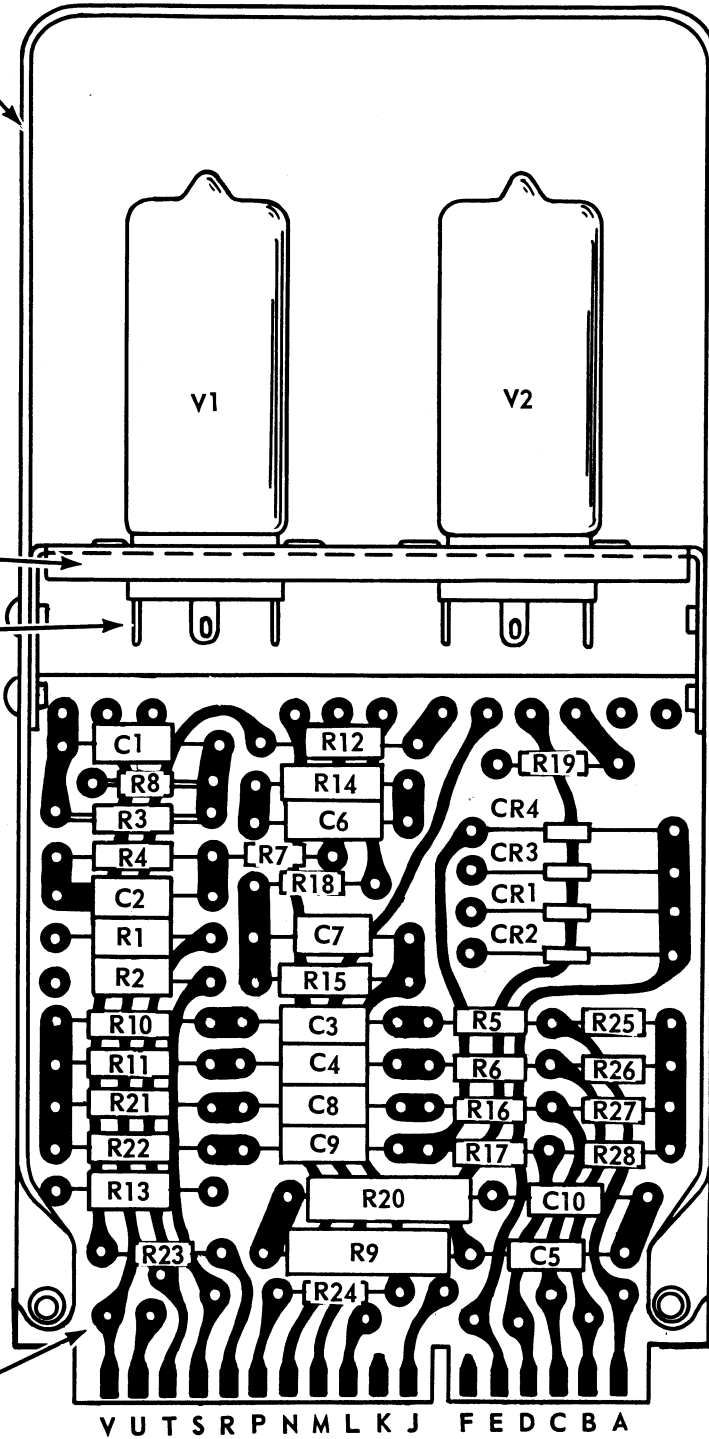 V1 V2
C1 R12
R8 R19
R14
R3 C6 CR4
R4 R7 CR3
R18
C2 CR1
R1 C7 CR2
R2 R15
R10 C3 R5 R25
R11 C4 R6 R26
R21 C8 R16 R27
R22 C9 R17 R28
R13 R20 C10
R23 R9 C5
R24
V U T S R P N M L K J F E D C B A